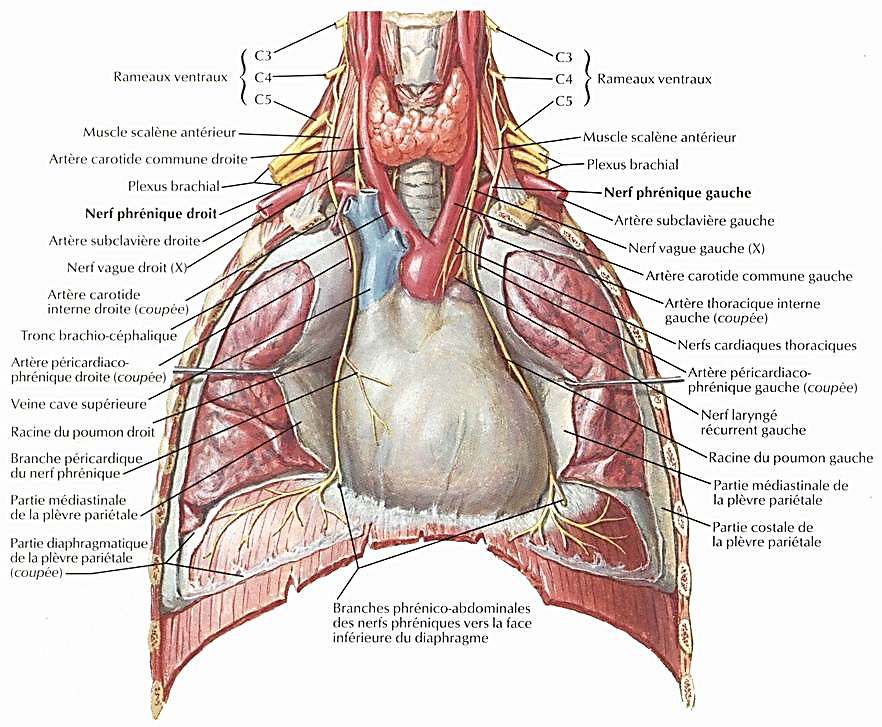 C3
Rameaux ventraux
C4
C5
Muscle scalène antérieur
Artère carotide commune droite
Plexus brachial
Nerf phrénique droit
Artère subclavière droite
Nerf vague droit (X)
Artère carotide
interne droite (coupée)
Tronc brachio-céphalique
Artère péricardiaco-
phrénique droite (coupée)
Veine cave supérieure
Racine du poumon droit
Branche péricardique
du nerf phrénique
Partie médiastinale
de la plèvre pariétale
Partie diaphragmatique
de la plèvre pariétale
(coupée)
C3
C4
Rameaux ventraux
C5
Muscle scalène antérieur
Plexus brachial
Nerf phrénique gauche
Artère subclavière gauche
Nerf vague gauche (X)
Artère carotide commune gauche
Artère thoracique interne
gauche (coupée)
Nerfs cardiaques thoraciques
Artère péricardiaco-
phrénique gauche (coupée)
Nerf laryngé
récurrent gauche
Racine du poumon gauche
Partie médiastinale de
la plèvre pariétale
Partie costale de
la plèvre pariétale
Branches phrénico-abdominales
des nerfs phréniques vers la face
inférieure du diaphragme